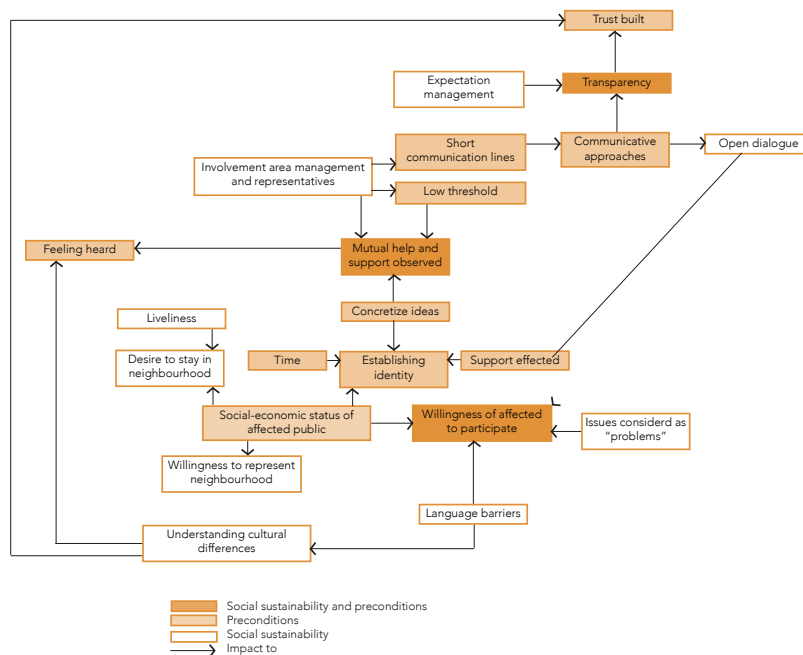 Trust built
Expectation
management
Transparency
Short
communication lines
Communicative
approaches
Open dialogue
Involvement area management
and representatives
Low threshold
Feeling heard
Mutual help and
support observed
Concretize ideas
Liveliness
Desire to stay in
neighbourhood
Time
Establishing
identity
Support effected
Social-economic status of
affected public
Willingness of affected
to participate
Issues considerd as
"problems"
Willingness to represent
neighbourhood
Language barriers
Understanding cultural
differences
Social sustainability and preconditions
Preconditions
Social sustainability
Impact to